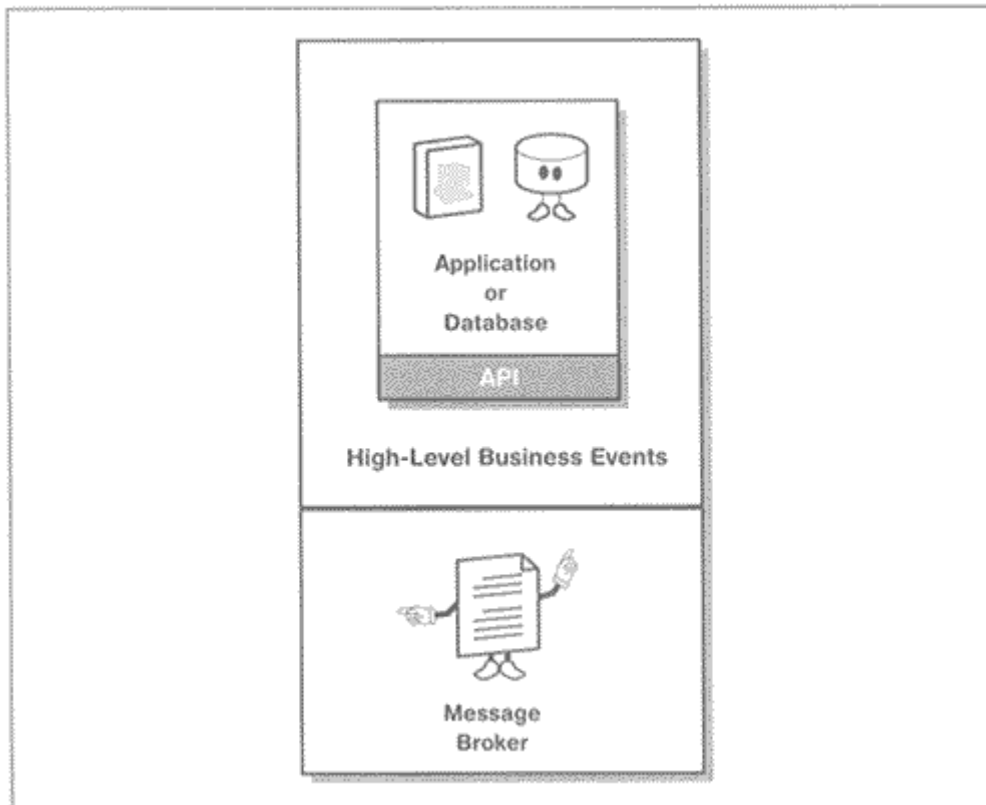 Application
or
Database
API
High-Level Business Events
Message
Broker